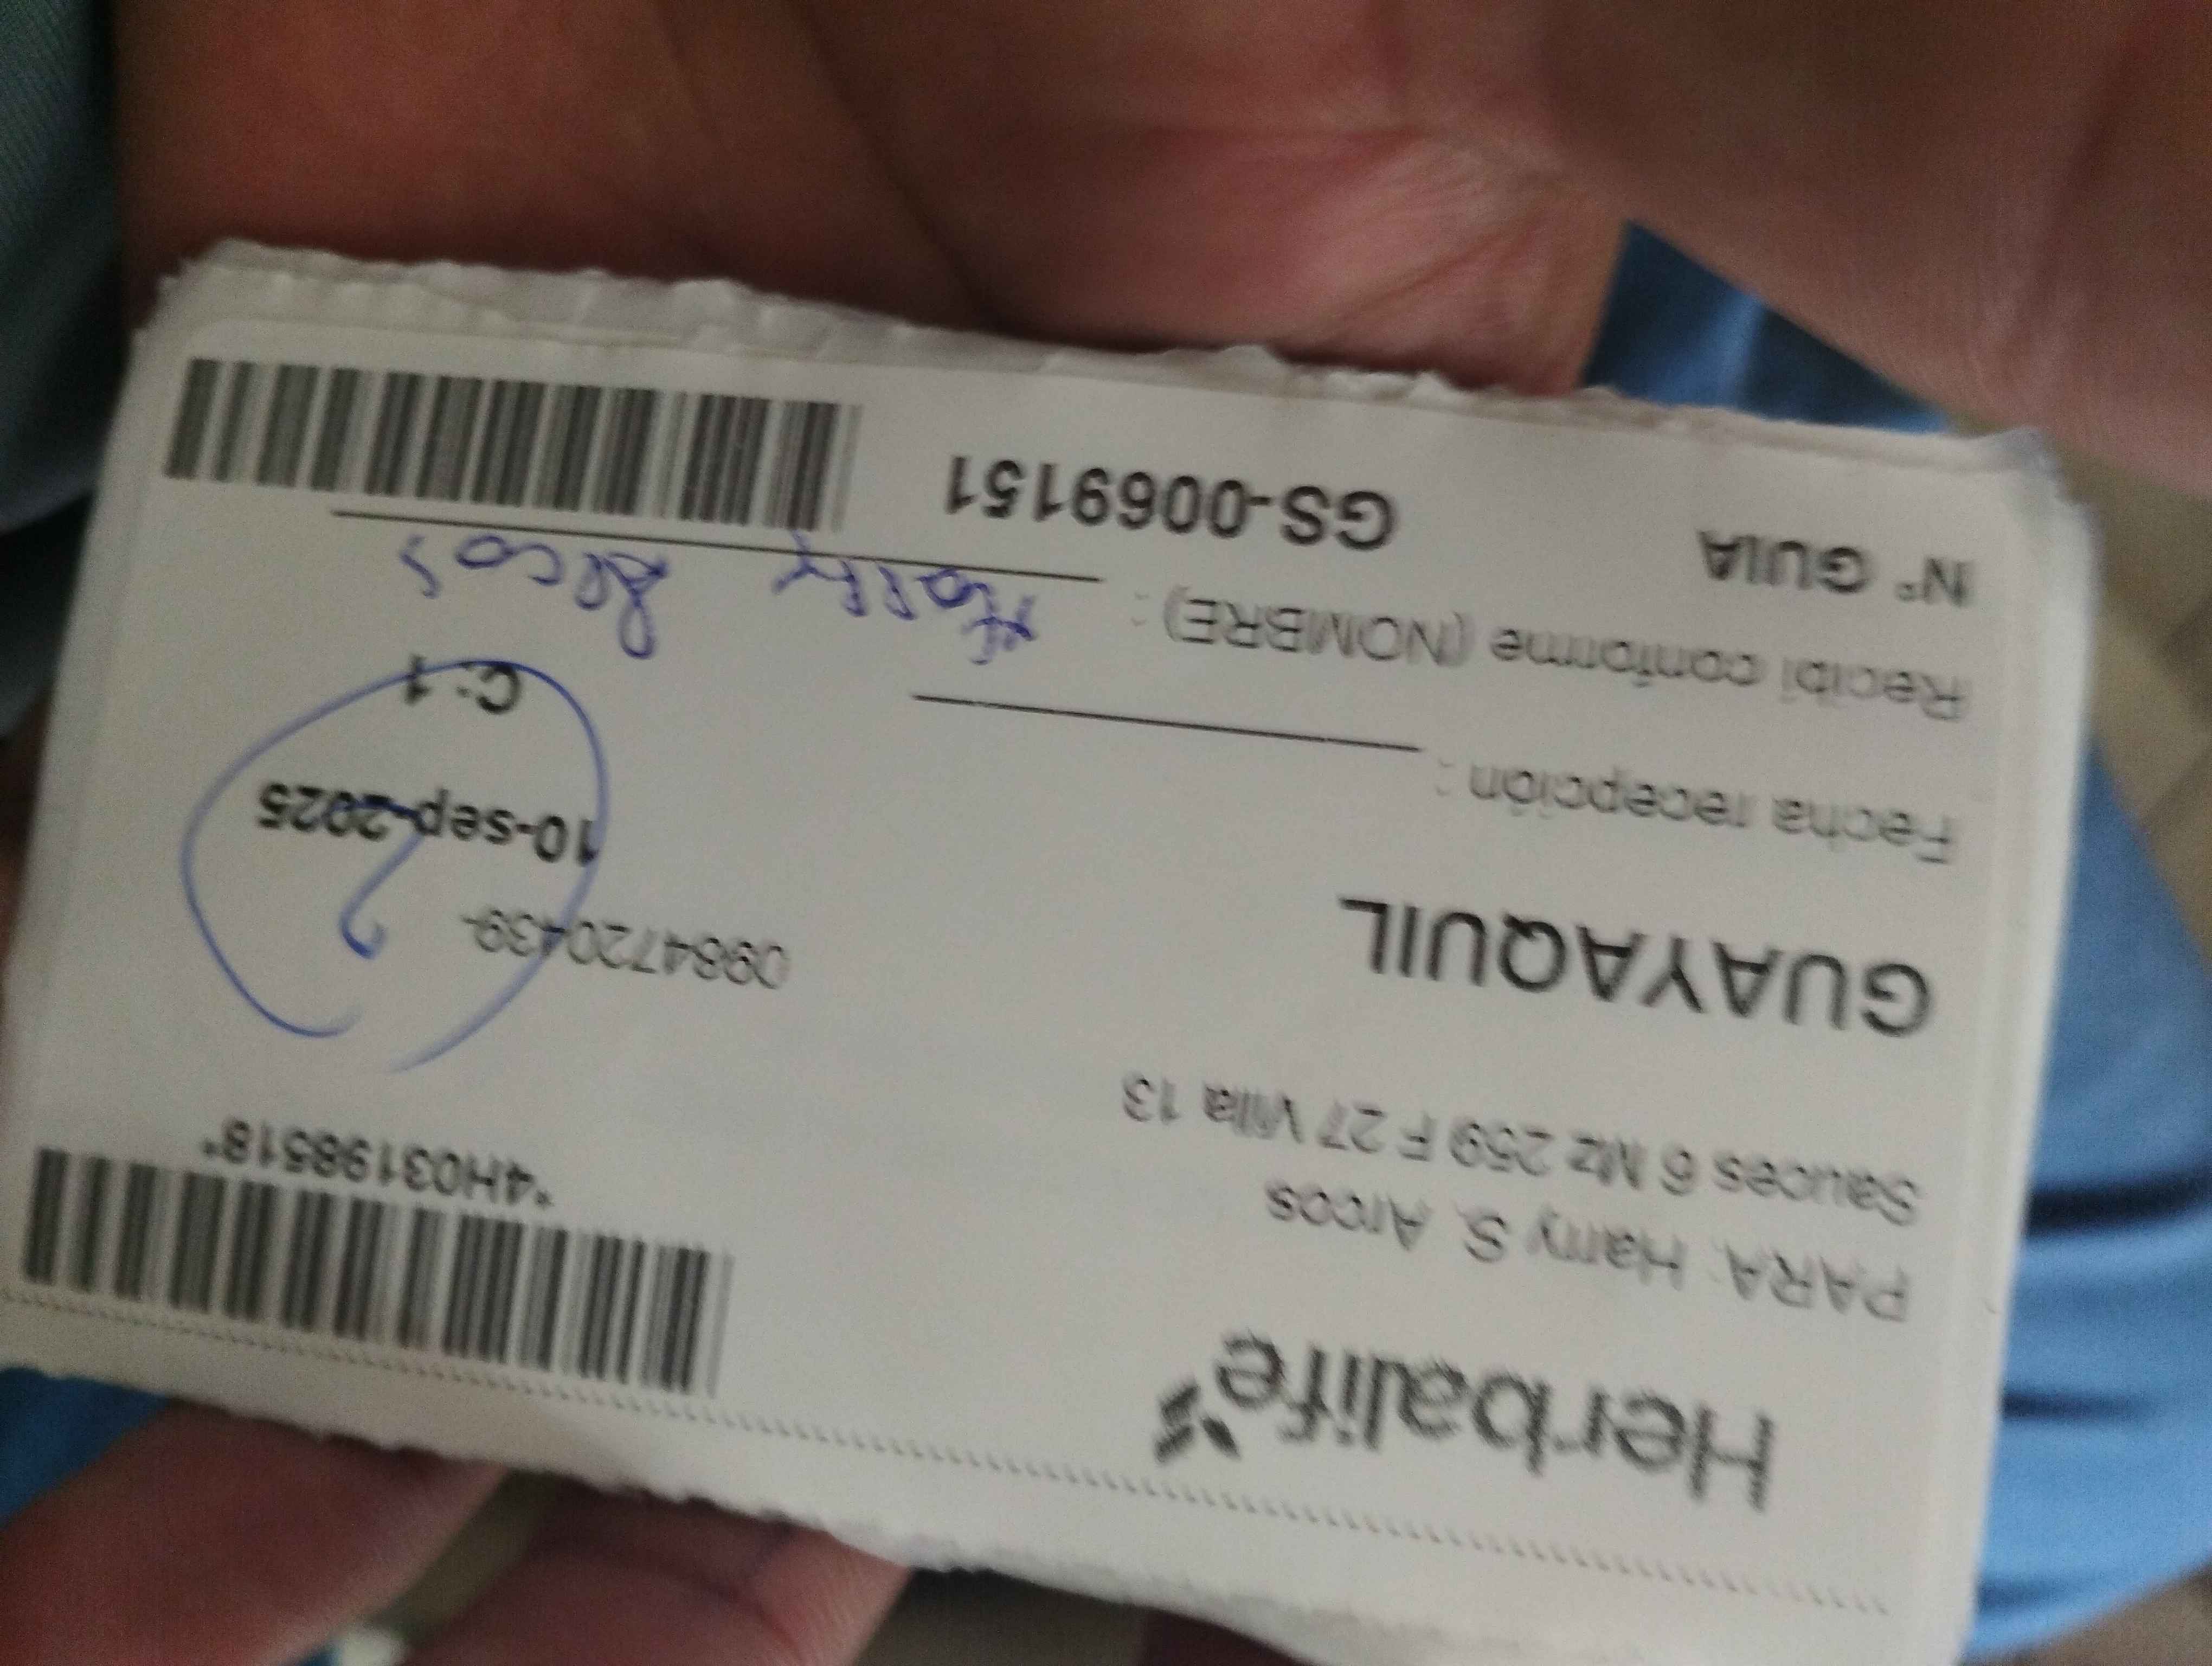 Herbalife
PARA: Harry S. Arcos
Sauces 6 Mz 259 F 27 Villa 13
*4H03198518*
GUAYAQUIL
0984720439-
10-sep-2025
2
Fecha recepción :
C: 1
Recibi conforme (NOMBRE) : Harry Arcos
N° GUIA GS-0069151